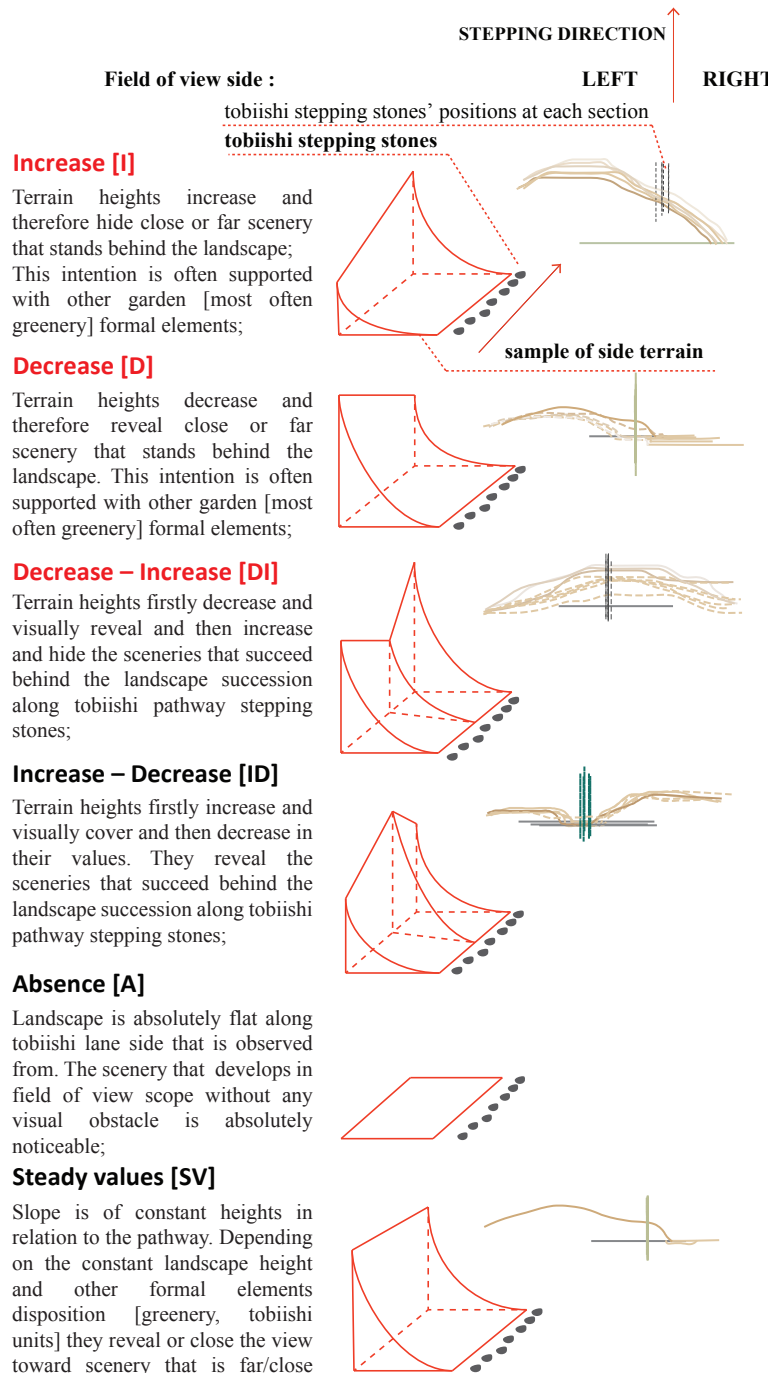 STEPPING DIRECTION
Field of view side : LEFT RIGHT
tobiishi stepping stones' positions at each section
tobiishi stepping stones
Increase [I]
Terrain heights increase and
therefore hide close or far scenery
that stands behind the landscape;
This intention is often supported
with other garden [most often
greenery] formal elements;
sample of side terrain
Decrease [D]
Terrain heights decrease and
therefore reveal close or far
scenery that stands behind the
landscape. This intention is often
supported with other garden [most
often greenery] formal elements;
Decrease – Increase [DI]
Terrain heights firstly decrease and
visually reveal and then increase
and hide the sceneries that succeed
behind the landscape succession
along tobiishi pathway stepping
stones;
Increase – Decrease [ID]
Terrain heights firstly increase and
visually cover and then decrease in
their values. They reveal the
sceneries that succeed behind the
landscape succession along tobiishi
pathway stepping stones;
Absence [A]
Landscape is absolutely flat along
tobiishi lane side that is observed
from. The scenery that develops in
field of view scope without any
visual obstacle is absolutely
noticeable;
Steady values [SV]
Slope is of constant heights in
relation to the pathway. Depending
on the constant landscape height
and other formal elements
disposition [greenery, tobiishi
units] they reveal or close the view
toward scenery that is far/close